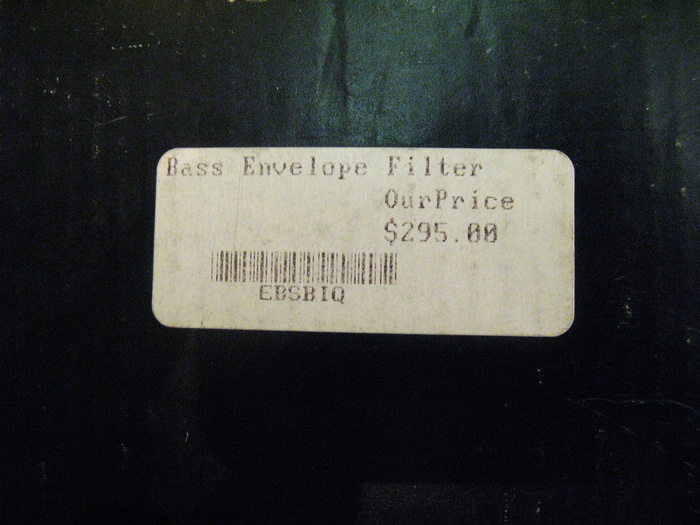 Bass Envelope Filter
OurPrice
$295.00
EBSBIQ